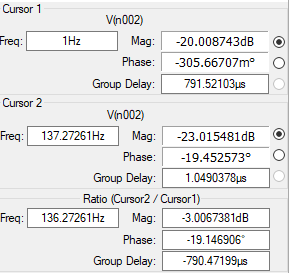 Cursor 1
V(n002)
Freq: 1Hz Mag: -20.008743dB
Phase: -305.66707m°
Group Delay: 791.52103µs
Cursor 2
V(n002)
Freq: 137.27261Hz Mag: -23.015481dB
Phase: -19.452573°
Group Delay: 1.0490378µs
Ratio (Cursor2 / Cursor1)
Freq: 136.27261Hz Mag: -3.0067381dB
Phase: -19.146906°
Group Delay: -790.47199µs